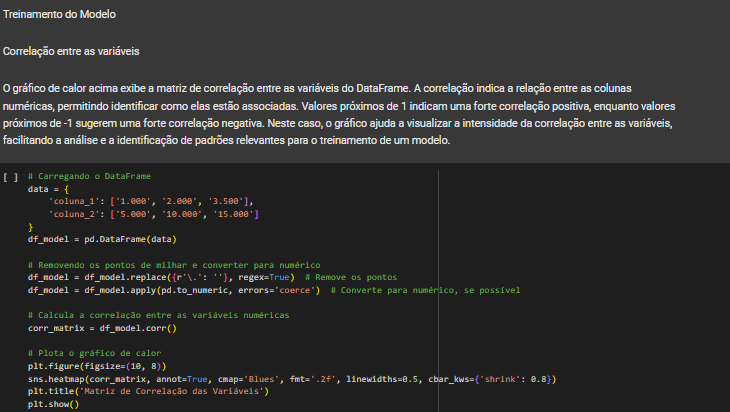 Treinamento do Modelo
Correlação entre as variáveis
O gráfico de calor acima exibe a matriz de correlação entre as variáveis do DataFrame. A correlação indica a relação entre as colunas
numéricas, permitindo identificar como elas estão associadas. Valores próximos de 1 indicam uma forte correlação positiva, enquanto valores
próximos de -1 sugerem uma forte correlação negativa. Neste caso, o gráfico ajuda a visualizar a intensidade da correlação entre as variáveis,
facilitando a análise e a identificação de padrões relevantes para o treinamento de um modelo.
[ ] # Carregando o DataFrame
data = {
    'coluna_1': ['1.000', '2.000', '3.500'],
    'coluna_2': ['5.000', '10.000', '15.000']
}
df_model = pd.DataFrame(data)
# Removendo os pontos de milhar e converter para numérico
df_model = df_model.replace({r'\.': ''}, regex=True)  # Remove os pontos
df_model = df_model.apply(pd.to_numeric, errors='coerce')  # Converte para numérico, se possível
# Calcula a correlação entre as variáveis numéricas
corr_matrix = df_model.corr()
# Plota o gráfico de calor
plt.figure(figsize=(10, 8))
sns.heatmap(corr_matrix, annot=True, cmap='Blues', fmt='.2f', linewidths=0.5, cbar_kws={'shrink': 0.8})
plt.title('Matriz de Correlação das Variáveis')
plt.show()